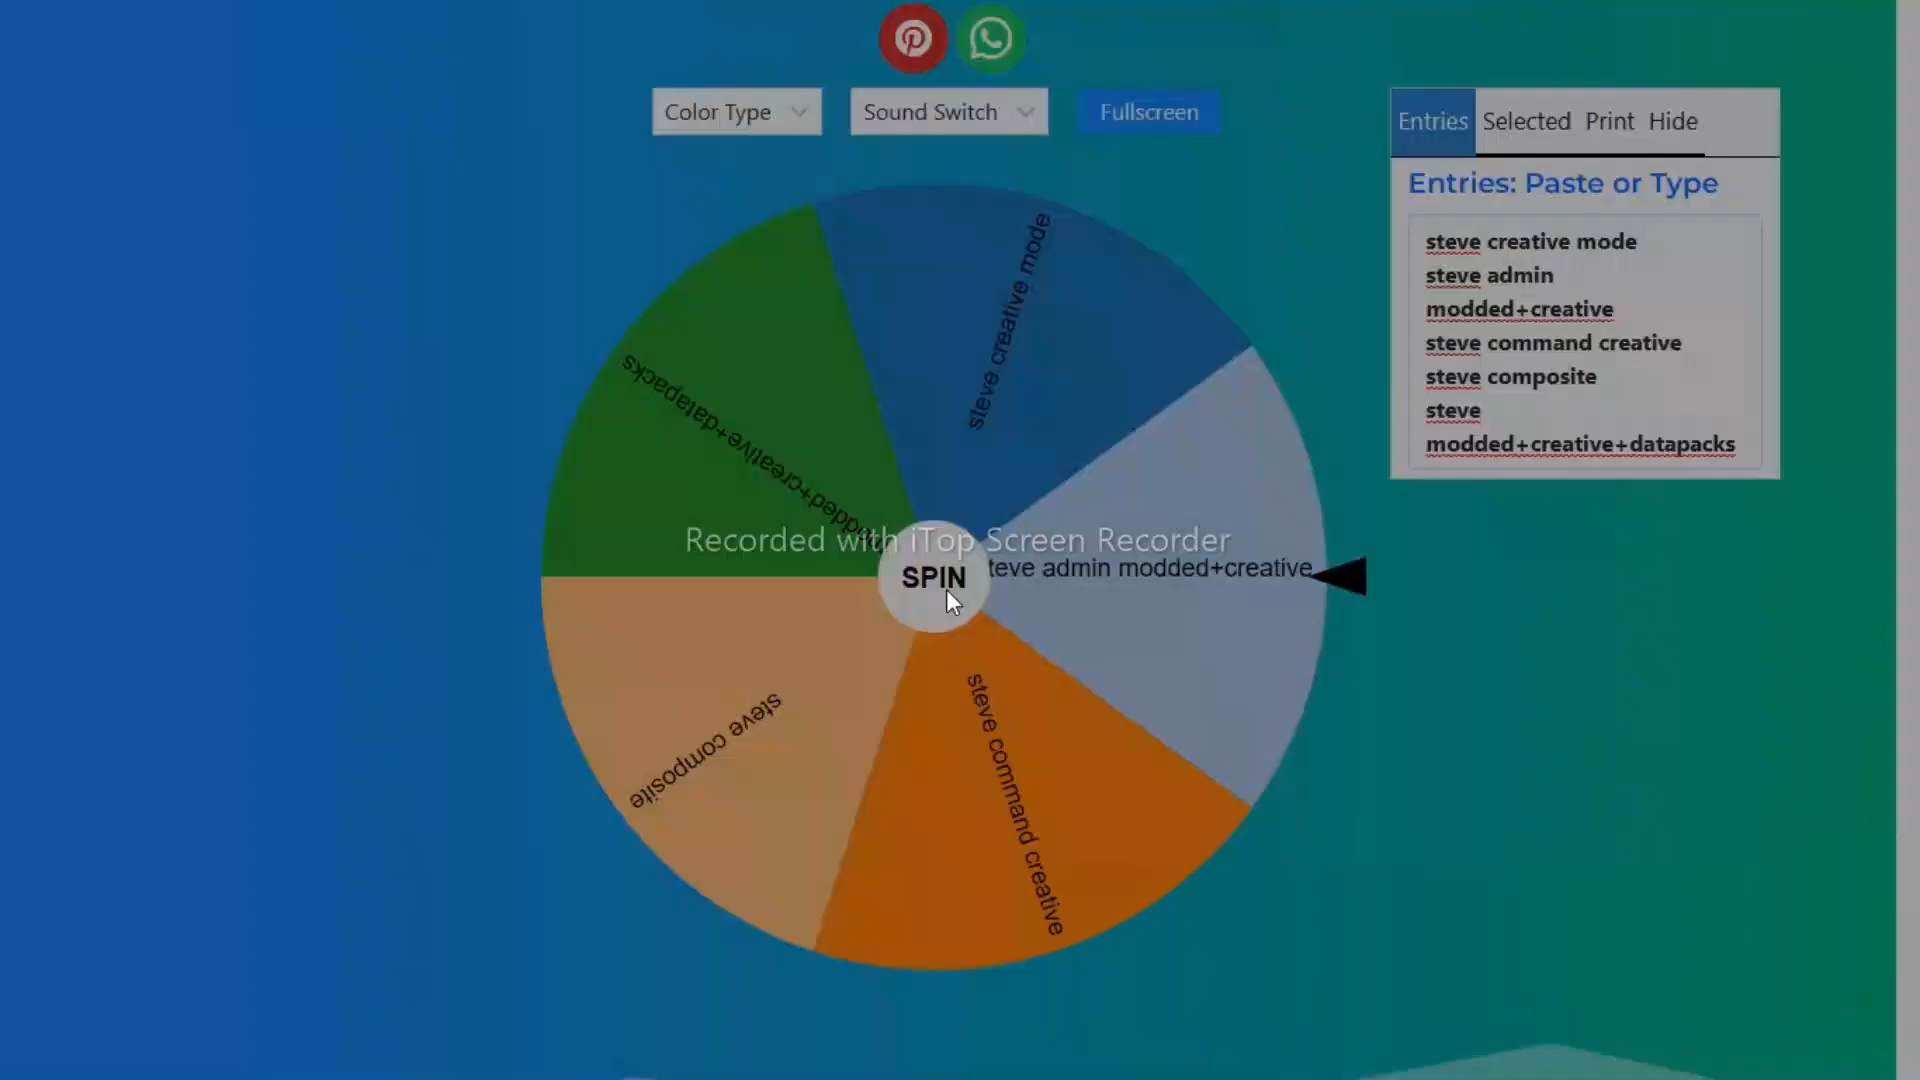 Color Type
Sound Switch
Fullscreen
Entries Selected Print Hide
Entries: Paste or Type
steve creative mode
steve admin
modded+creative
steve command creative
steve composite
steve
modded+creative+datapacks
steve creative mode
modded+creative+datapacks
Recorded with iTop Screen Recorder
teve admin modded+creative
SPIN
steve composite
steve command creative